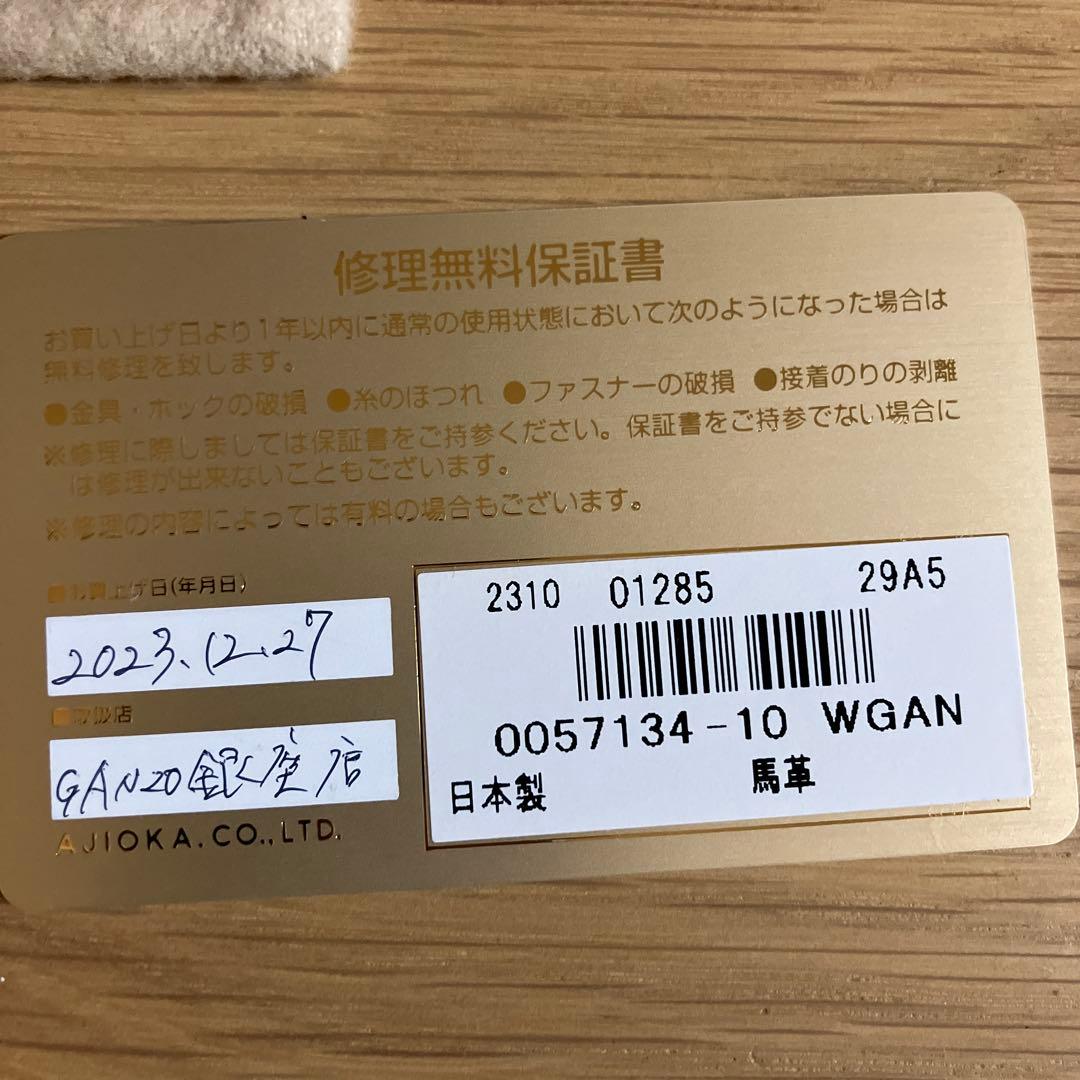 修理無料保証書
お買い上げ日より1年以内に通常の使用状態において次のようになった場合は
無料修理を致します。
●金具・ホックの破損 ●糸のほつれ ●ファスナーの破損 ●接着のりの剥離
※修理に際しましては保証書をご持参ください。保証書をご持参でない場合に
は修理が出来ないこともございます。
※修理の内容によっては有料の場合もございます。
■お買上げ日(年月日)
2023.12.27
■取扱店
GANZO銀座店
AJIOKA.CO.,LTD.
2310 01285 29A5
0057134-10 WGAN
日本製 馬革